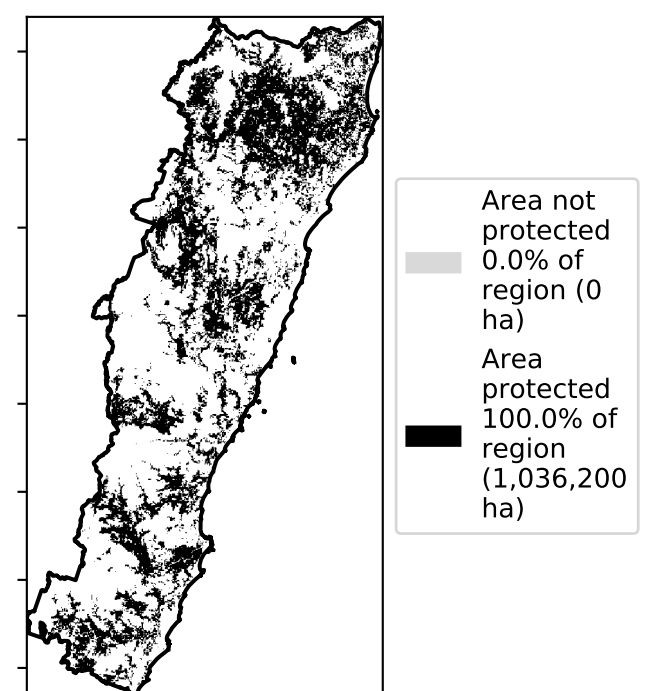 Area not
protected
0.0% of
region (0
ha)
Area
protected
100.0% of
region
(1,036,200
ha)